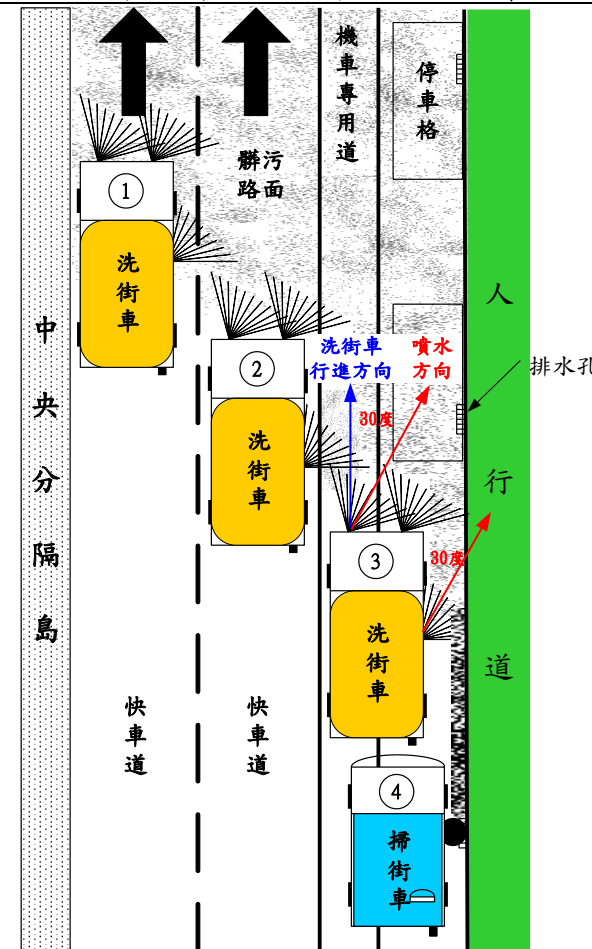 機車專用道
停車格
髒污
路面
①
洗街車
人行道
中央分隔島
②
洗街車
洗街車
行進方向
噴水
方向
排水孔
30度
30度
③
洗街車
快車道
快車道
④
掃街車